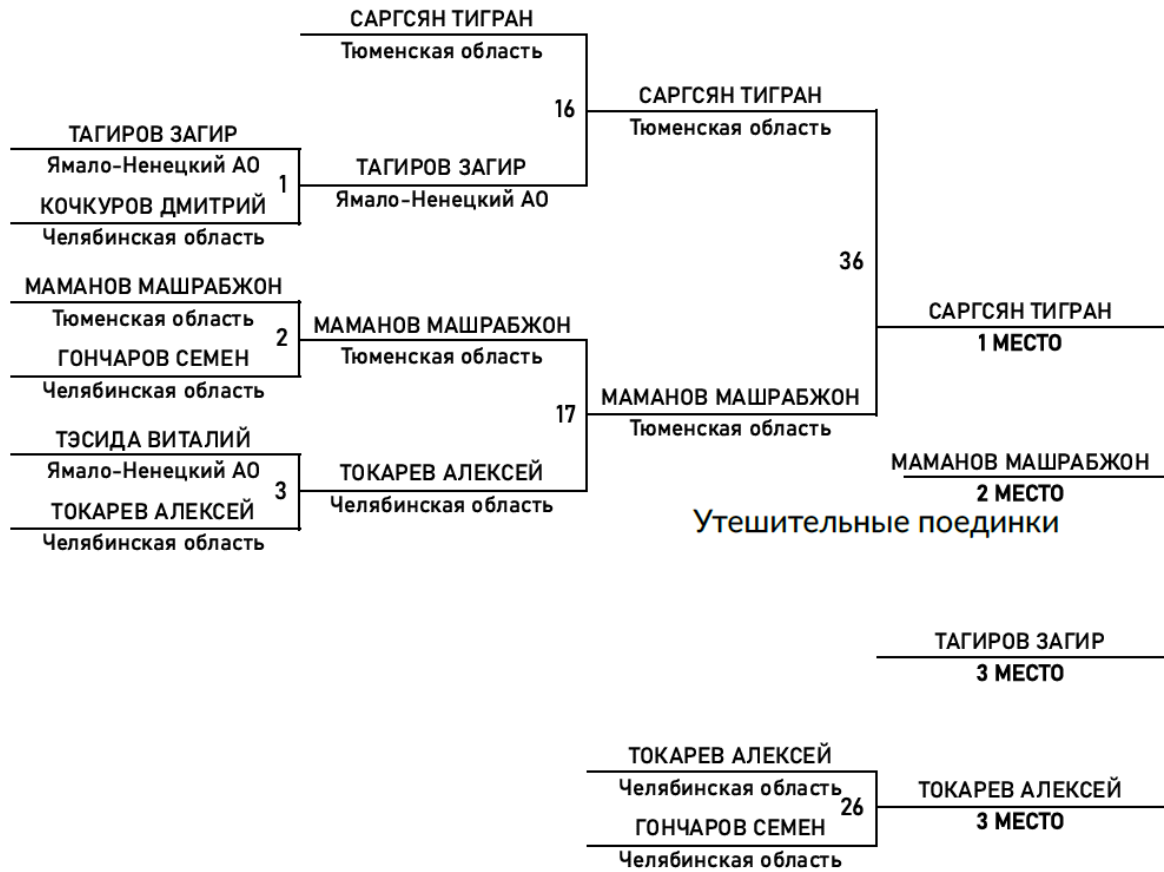 САРГСЯН ТИГРАН
Тюменская область
16
САРГСЯН ТИГРАН
Тюменская область
ТАГИРОВ ЗАГИР
Ямало-Ненецкий АО
1
ТАГИРОВ ЗАГИР
Ямало-Ненецкий АО
КОЧКУРОВ ДМИТРИЙ
Челябинская область
36
МАМАНОВ МАШРАБЖОН
Тюменская область
2
МАМАНОВ МАШРАБЖОН
Тюменская область
САРГСЯН ТИГРАН
1 МЕСТО
ГОНЧАРОВ СЕМЕН
Челябинская область
17
МАМАНОВ МАШРАБЖОН
Тюменская область
ТЭСИДА ВИТАЛИЙ
Ямало-Ненецкий АО
3
ТОКАРЕВ АЛЕКСЕЙ
Челябинская область
МАМАНОВ МАШРАБЖОН
2 МЕСТО
ТОКАРЕВ АЛЕКСЕЙ
Челябинская область
Утешительные поединки
ТАГИРОВ ЗАГИР
3 МЕСТО
ТОКАРЕВ АЛЕКСЕЙ
Челябинская область
26
ТОКАРЕВ АЛЕКСЕЙ
3 МЕСТО
ГОНЧАРОВ СЕМЕН
Челябинская область